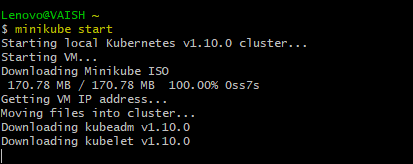 Lenovo@VAISH ~
$ minikube start
Starting local Kubernetes v1.10.0 cluster...
Starting VM...
Downloading Minikube ISO
 170.78 MB / 170.78 MB  100.00% 0ss7s
Getting VM IP address...
Moving files into cluster...
Downloading kubeadm v1.10.0
Downloading kubelet v1.10.0